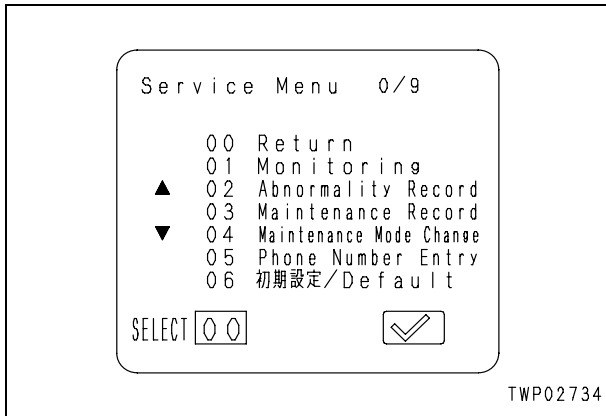 Service Menu 0/9
00 Return
01 Monitoring
▲ 02 Abnormality Record
03 Maintenance Record
▼ 04 Maintenance Mode Change
05 Phone Number Entry
06 初期設定/Default
SELECT 00
TWP02734